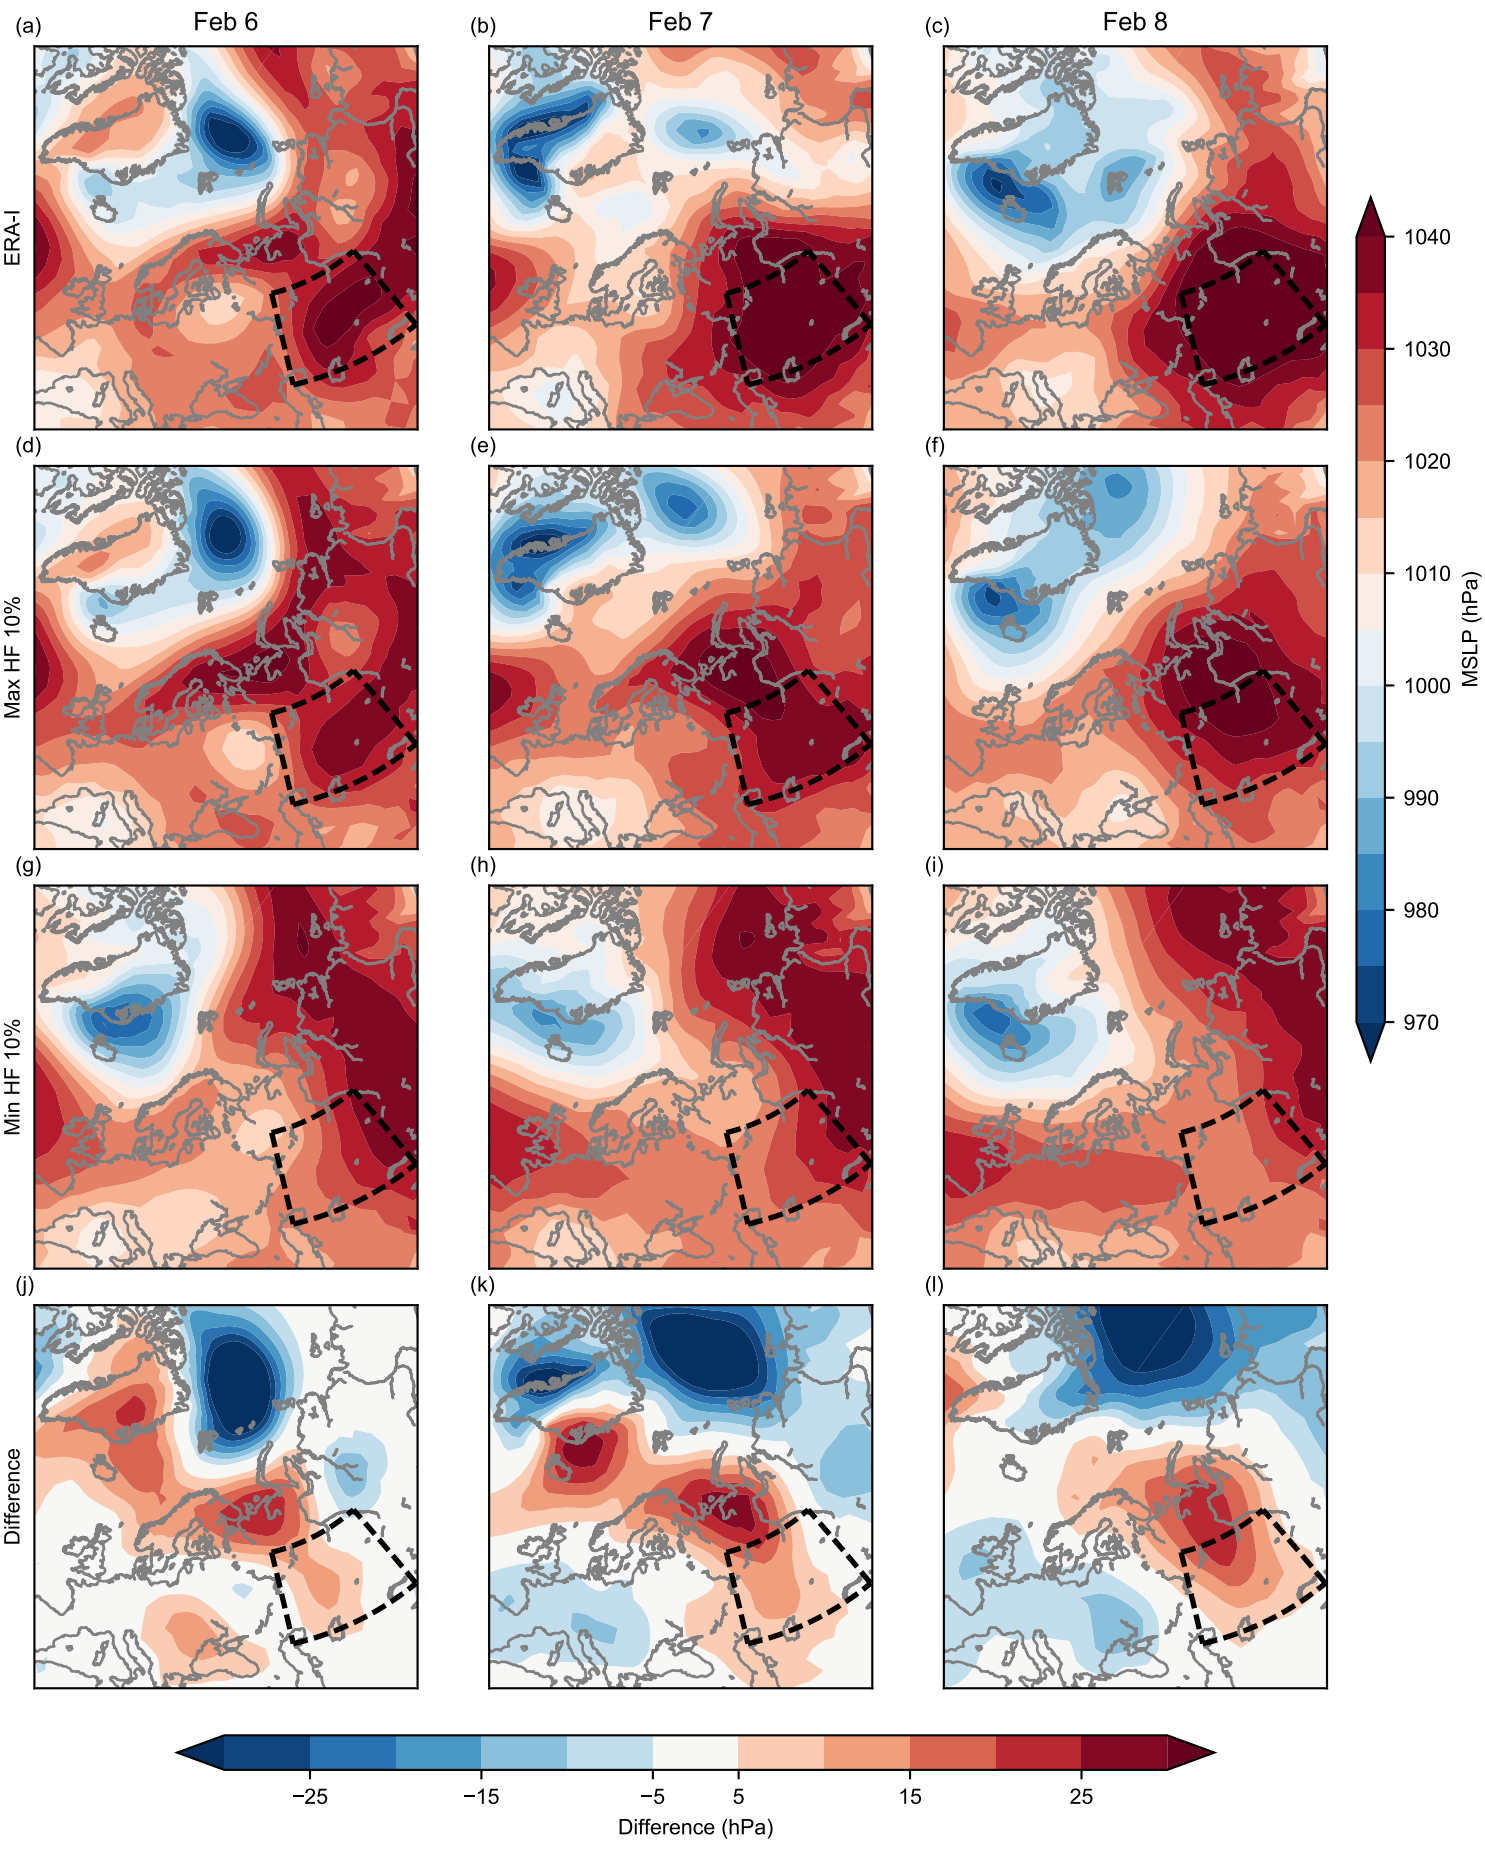 (a) Feb 6 (b) Feb 7 (c) Feb 8
ERA-I
(d) (e) (f)
Max HF 10%
(g) (h) (i)
Min HF 10%
(j) (k) (l)
Difference
1040
1030
1020
1010
1000
990
980
970
MSLP (hPa)
−25 −15 −5 5 15 25
Difference (hPa)